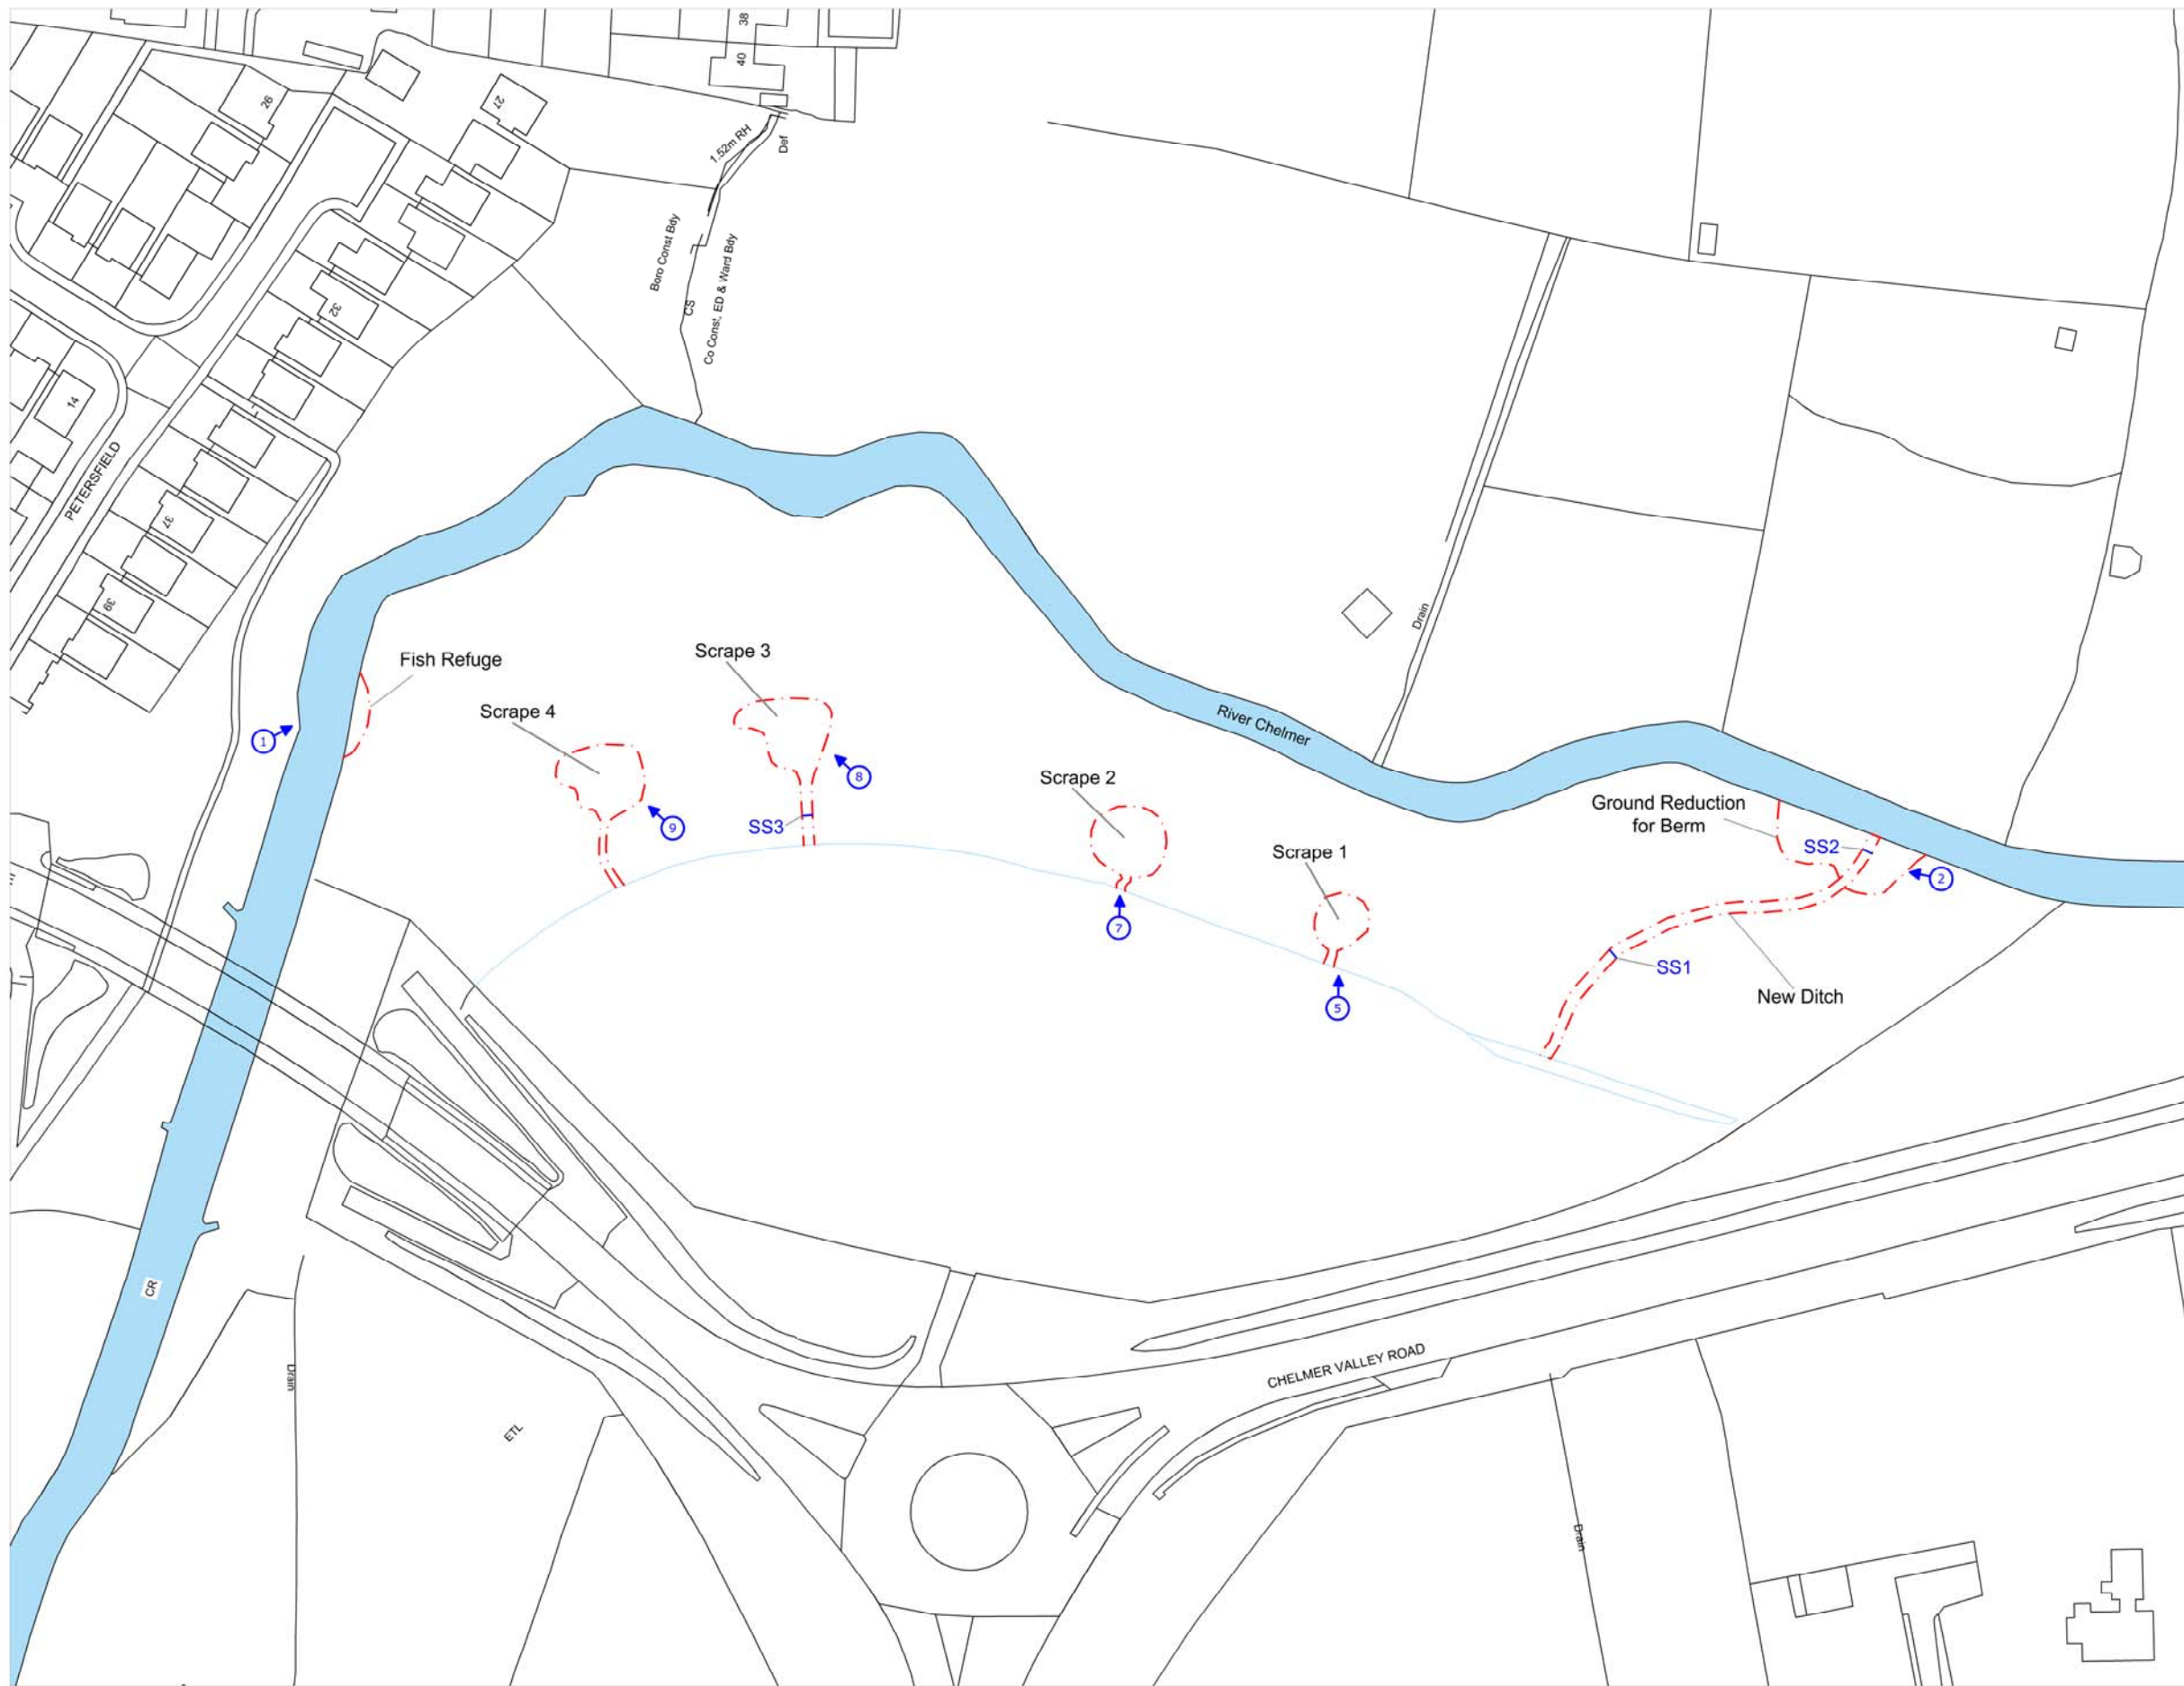 38
40
26
27
1.52m RH
Def
Boro Const Bdy
CS
Co Const, ED & Ward Bdy
32
14
PETERSFIELD
37
39
Drain
Fish Refuge
Scrape 3
Scrape 4
River Chelmer
1
8
Scrape 2
Ground Reduction
for Berm
9
SS3
SS2
Scrape 1
2
7
SS1
New Ditch
5
CR
CHELMER VALLEY ROAD
Drain
ETL
Drain